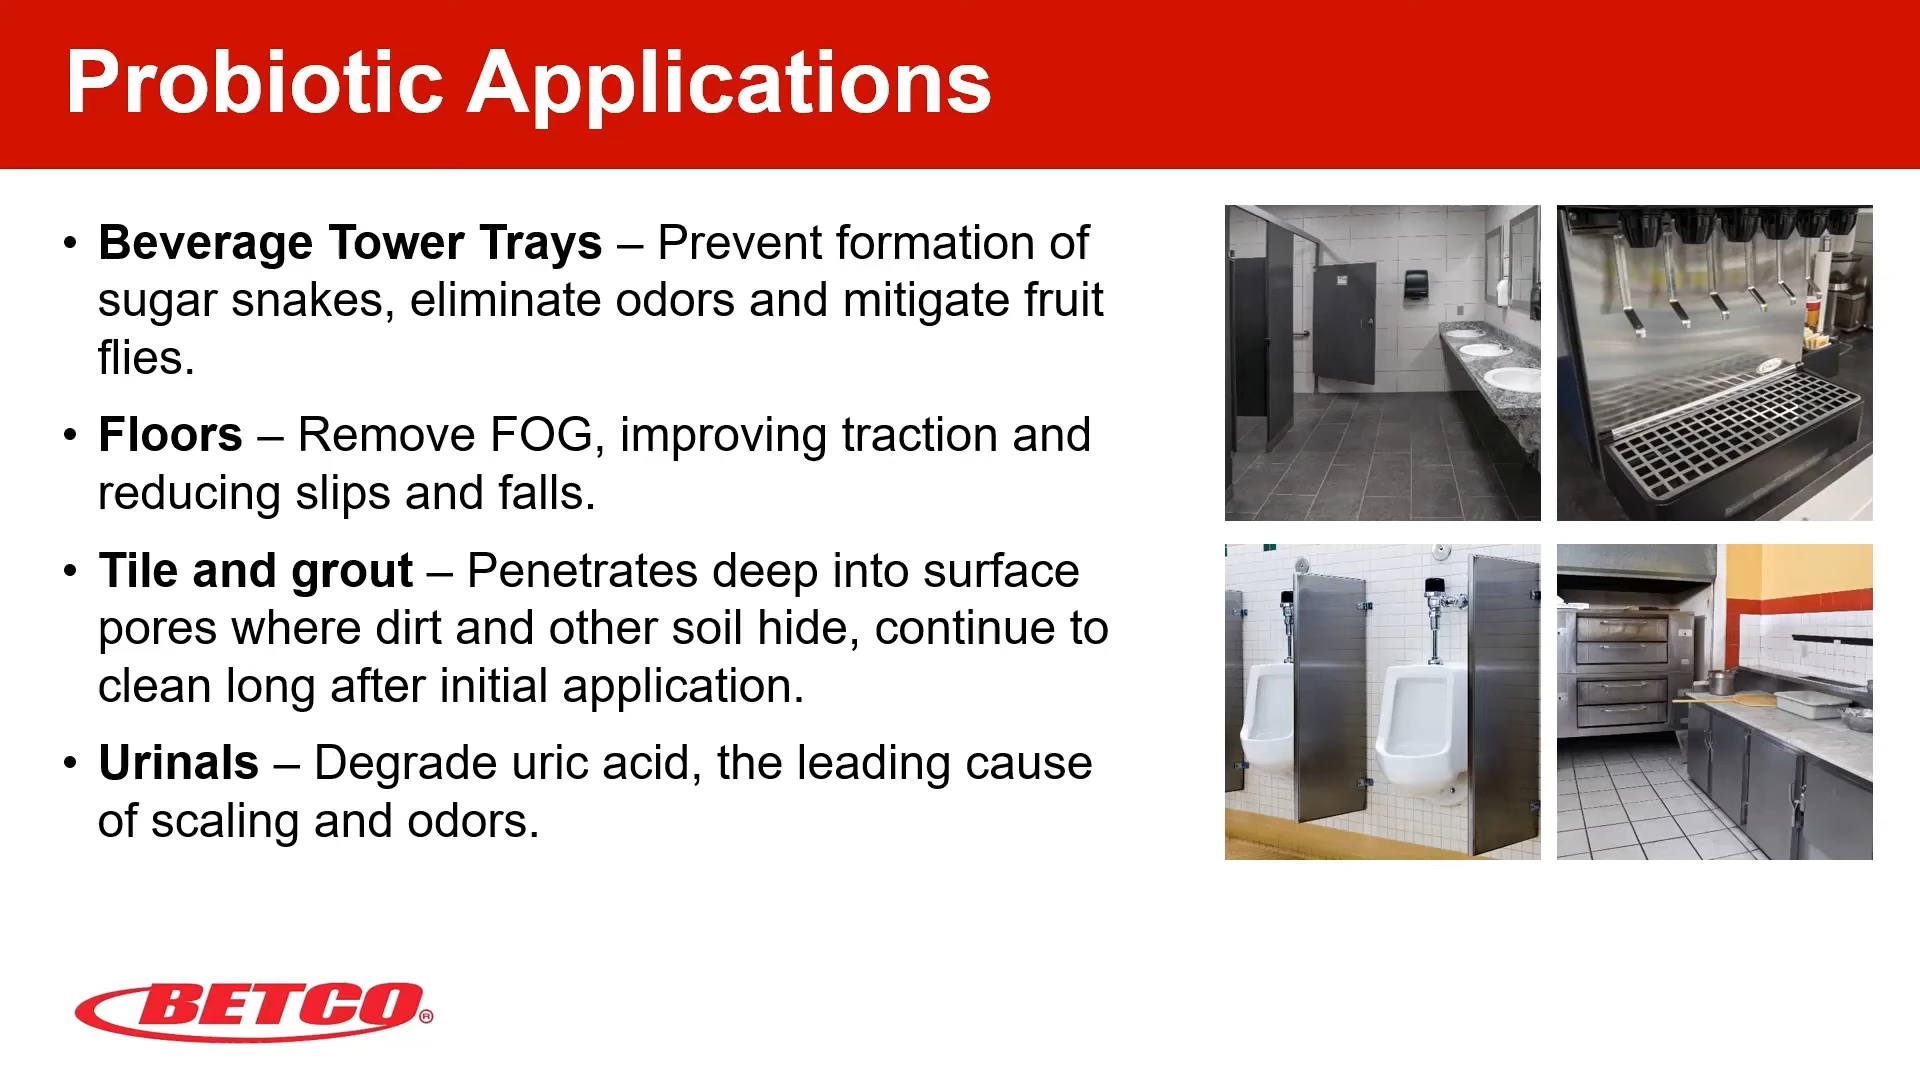 Probiotic Applications
• Beverage Tower Trays – Prevent formation of
sugar snakes, eliminate odors and mitigate fruit
flies.
• Floors – Remove FOG, improving traction and
reducing slips and falls.
• Tile and grout – Penetrates deep into surface
pores where dirt and other soil hide, continue to
clean long after initial application.
• Urinals – Degrade uric acid, the leading cause
of scaling and odors.
BETCO®